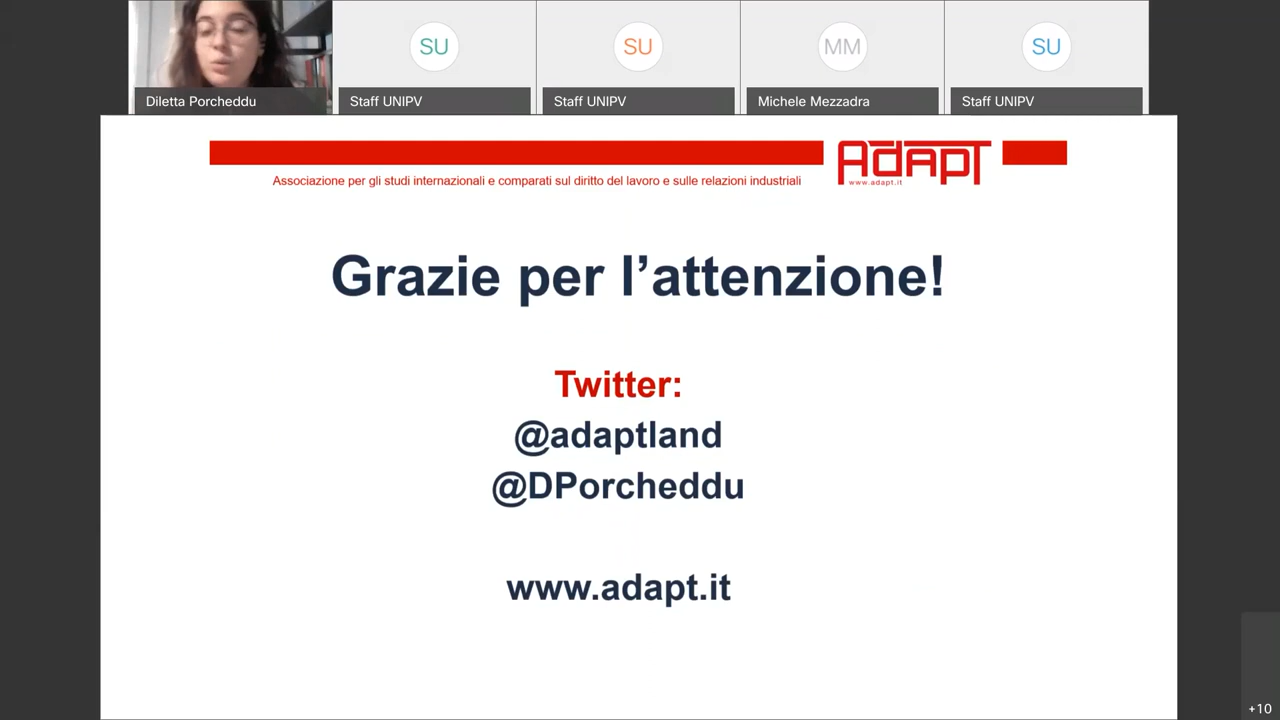 SU
SU
MM
SU
Diletta Porcheddu
Staff UNIPV
Staff UNIPV
Michele Mezzadra
Staff UNIPV
Adapt
www.adapt.it
Associazione per gli studi internazionali e comparati sul diritto del lavoro e sulle relazioni industriali
Grazie per l’attenzione!
Twitter:
@adaptland
@DPorcheddu
www.adapt.it
+10